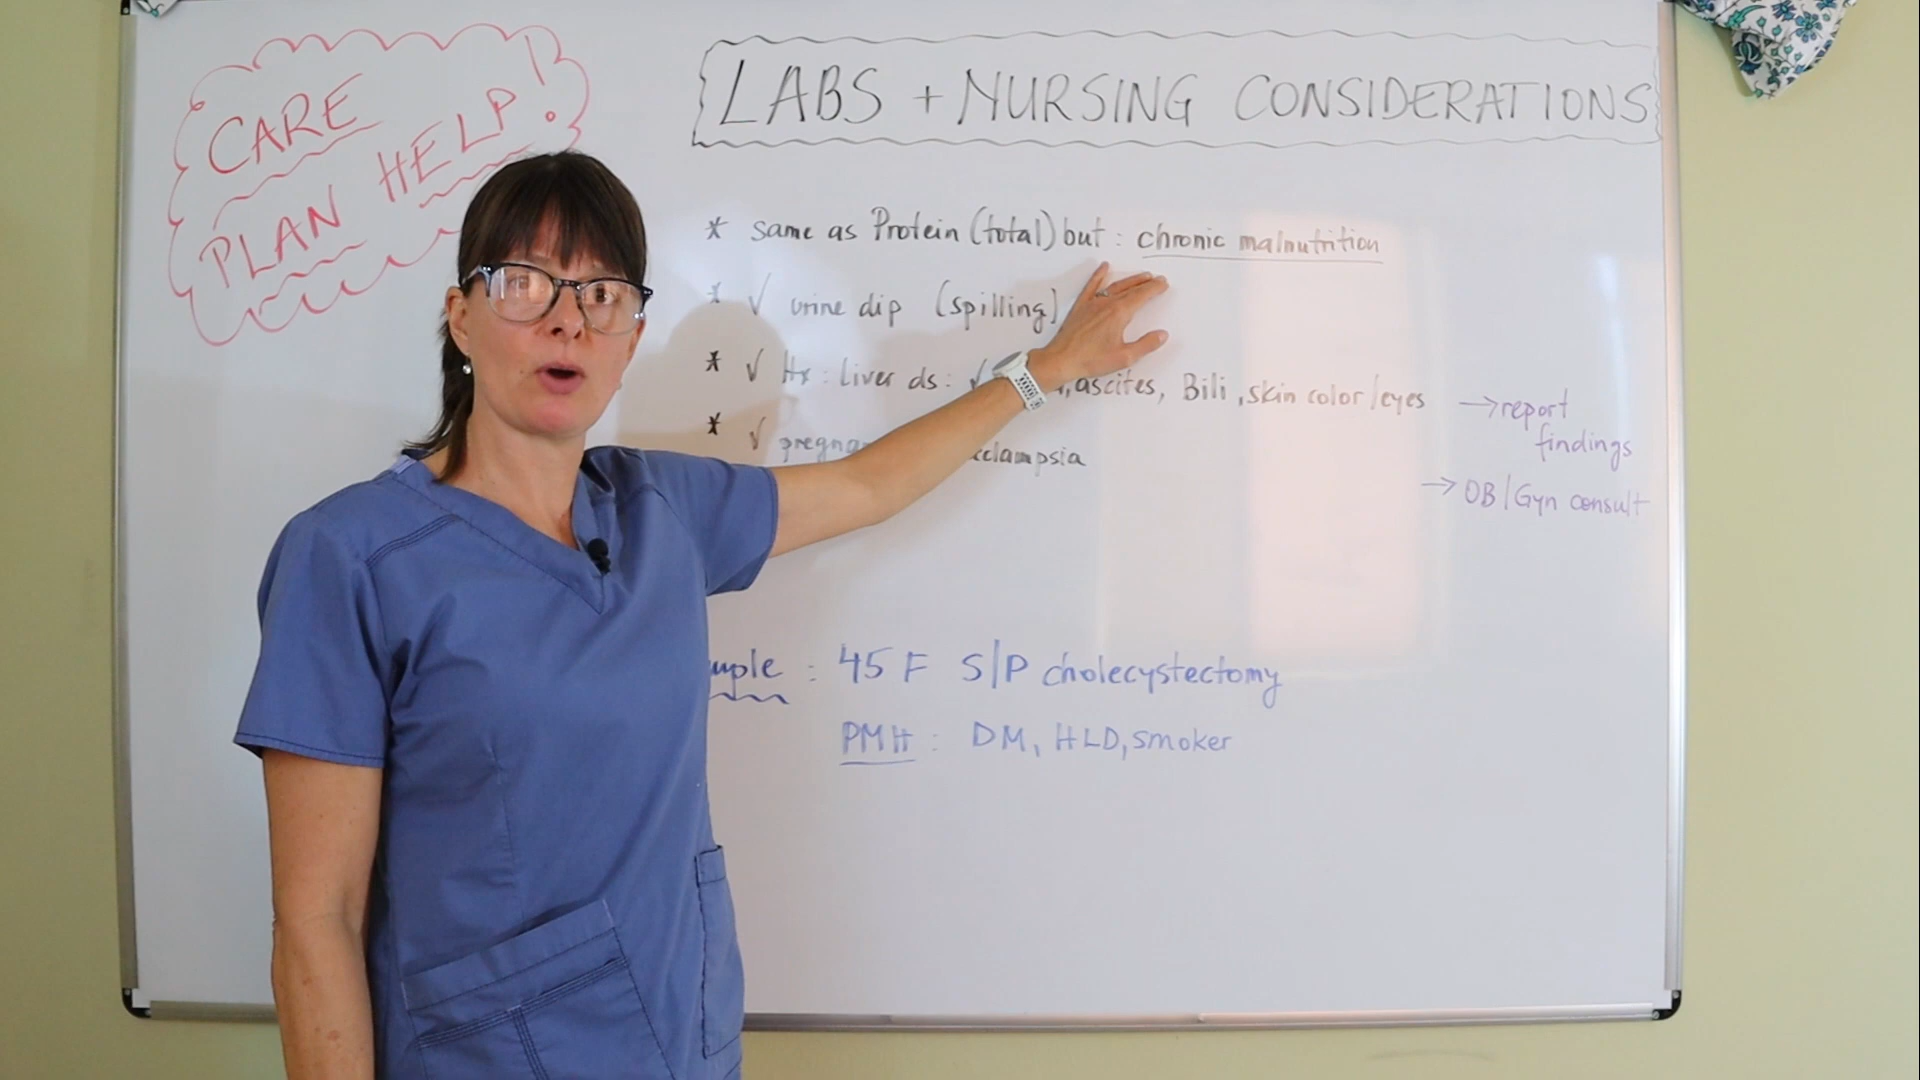 CARE
PLAN HELP!
LABS + NURSING CONSIDERATIONS
* same as Protein (total) but : chronic malnutrition
* √ urine dip (spilling)
* √ Hx : Liver ds : √ , ascites, Bili , skin color/eyes
→ report
findings
* √
→ OB/Gyn consult
: 45 F S/P cholecystectomy
PMH : DM, HLD, smoker